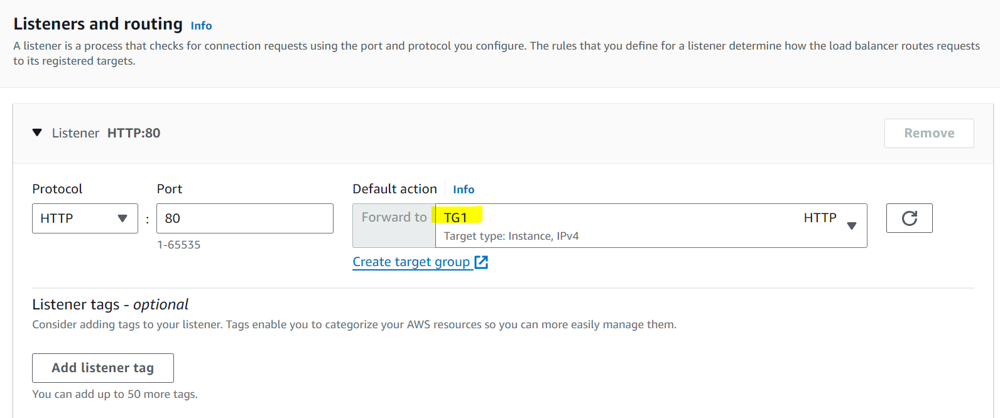 Listeners and routing Info
A listener is a process that checks for connection requests using the port and protocol you configure. The rules that you define for a listener determine how the load balancer routes requests
to its registered targets.
Listener HTTP:80
Remove
Protocol
Port
Default action Info
HTTP
:
80
Forward to
TG1
HTTP
Target type: Instance, IPv4
1-65535
Create target group
Listener tags - optional
Consider adding tags to your listener. Tags enable you to categorize your AWS resources so you can more easily manage them.
Add listener tag
You can add up to 50 more tags.